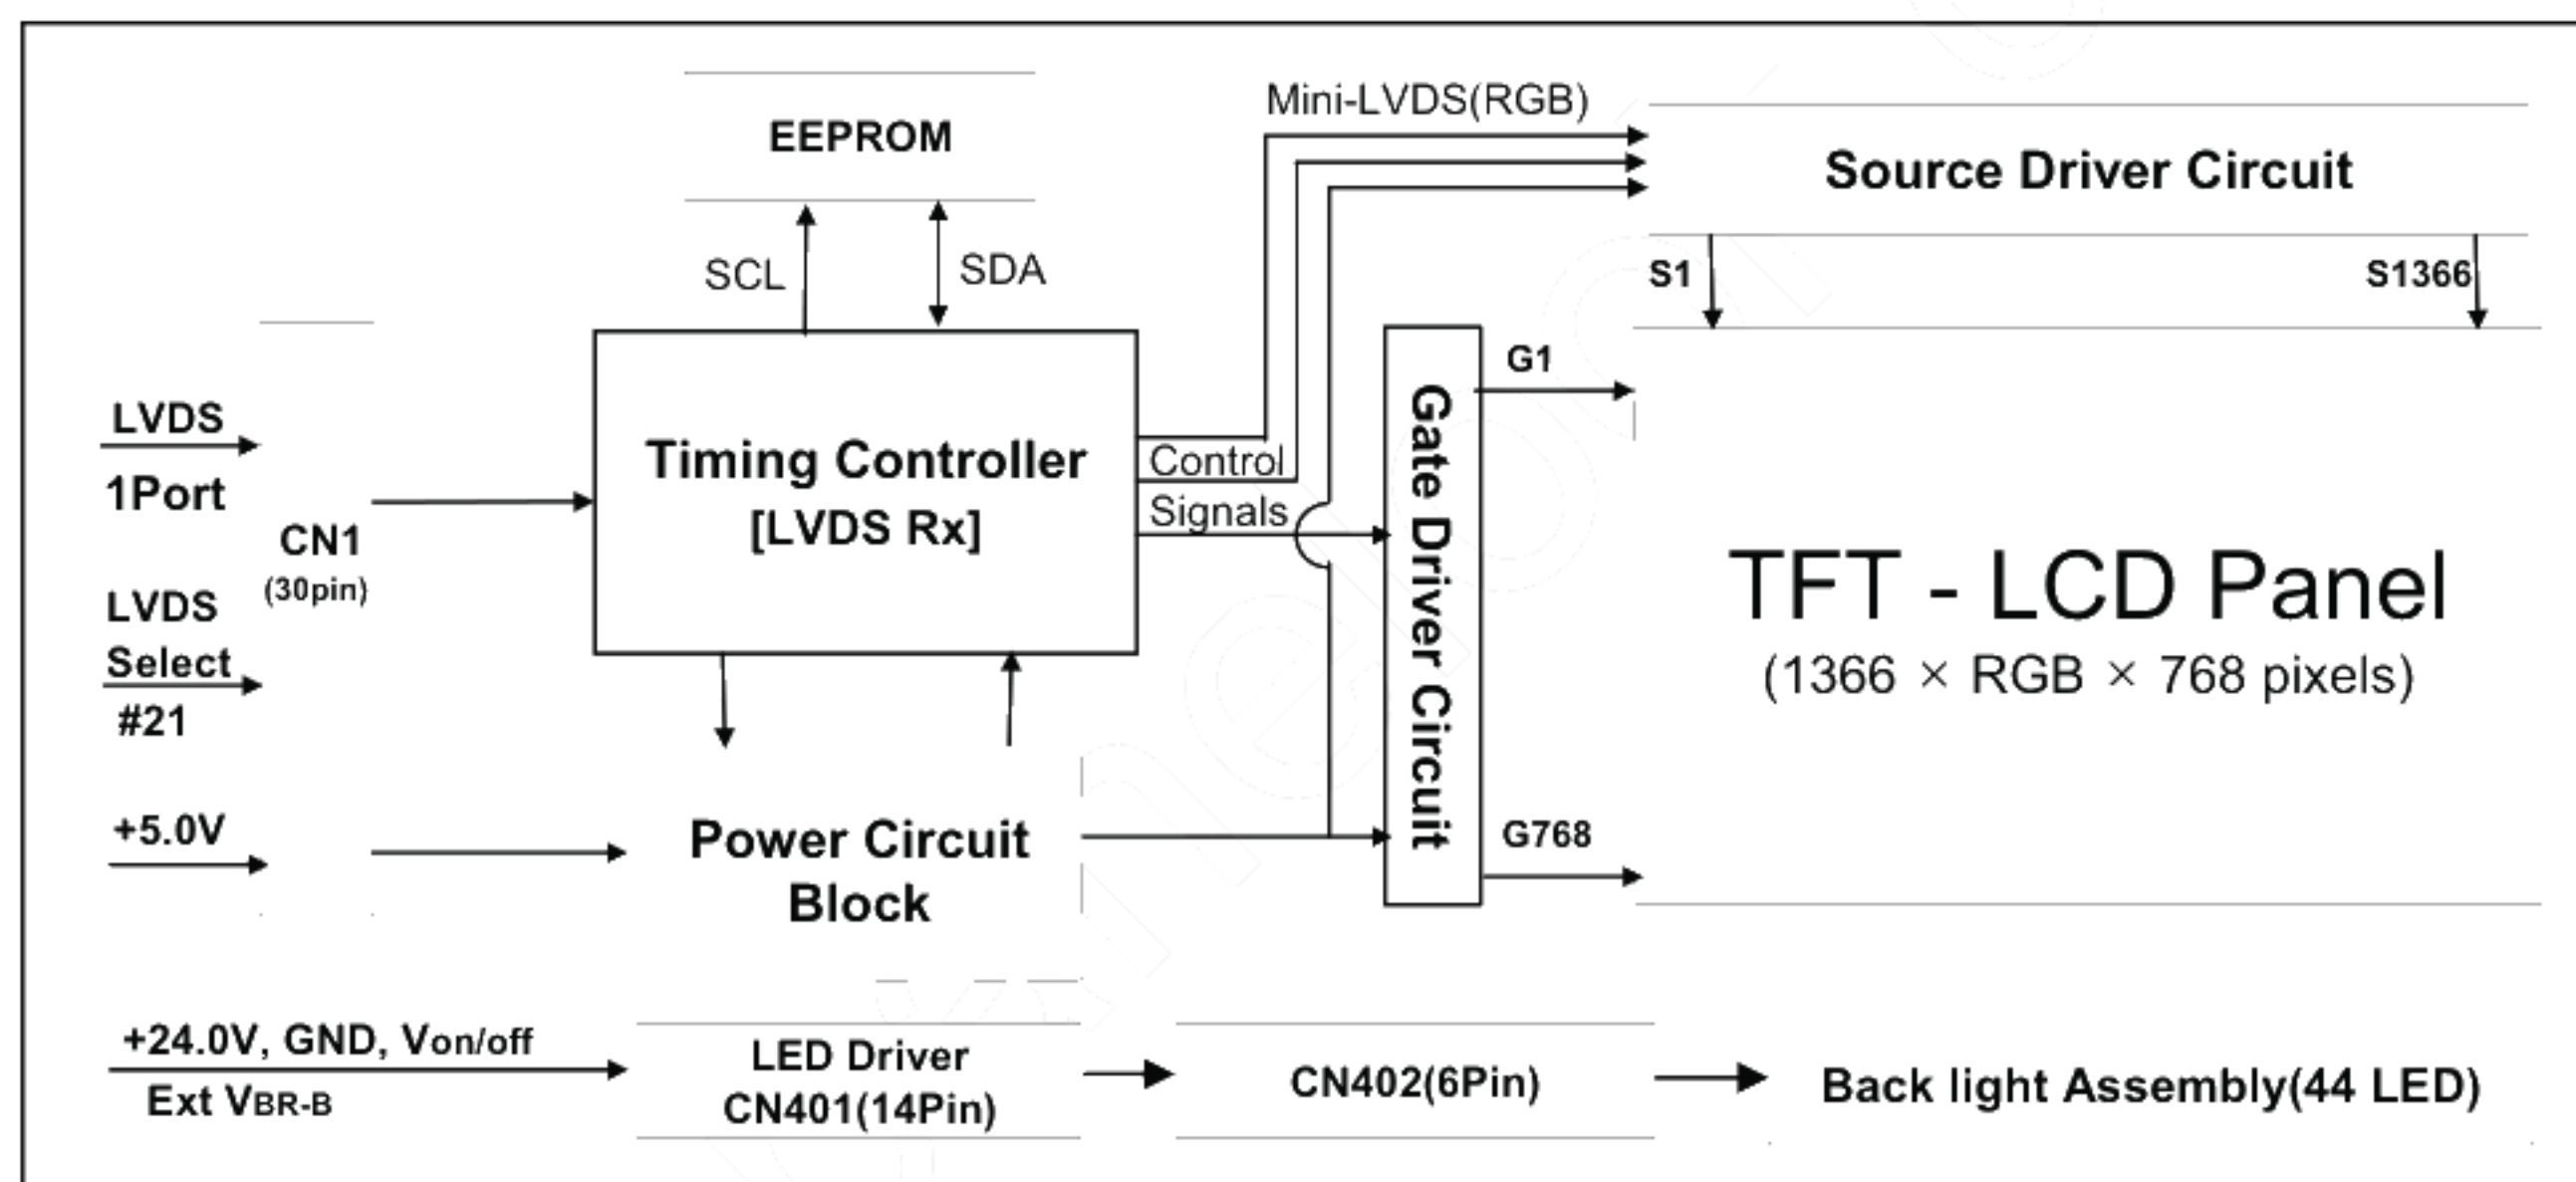 Mini-LVDS(RGB)
EEPROM
Source Driver Circuit
SCL
SDA
S1
S1366
G1
LVDS
1Port
Timing Controller
[LVDS Rx]
Control
Signals
CN1
(30pin)
Gate Driver Circuit
TFT - LCD Panel
(1366 × RGB × 768 pixels)
LVDS
Select
#21
+5.0V
Power Circuit
Block
G768
+24.0V, GND, Von/off
Ext VBR-B
LED Driver
CN401(14Pin)
CN402(6Pin)
Back light Assembly(44 LED)